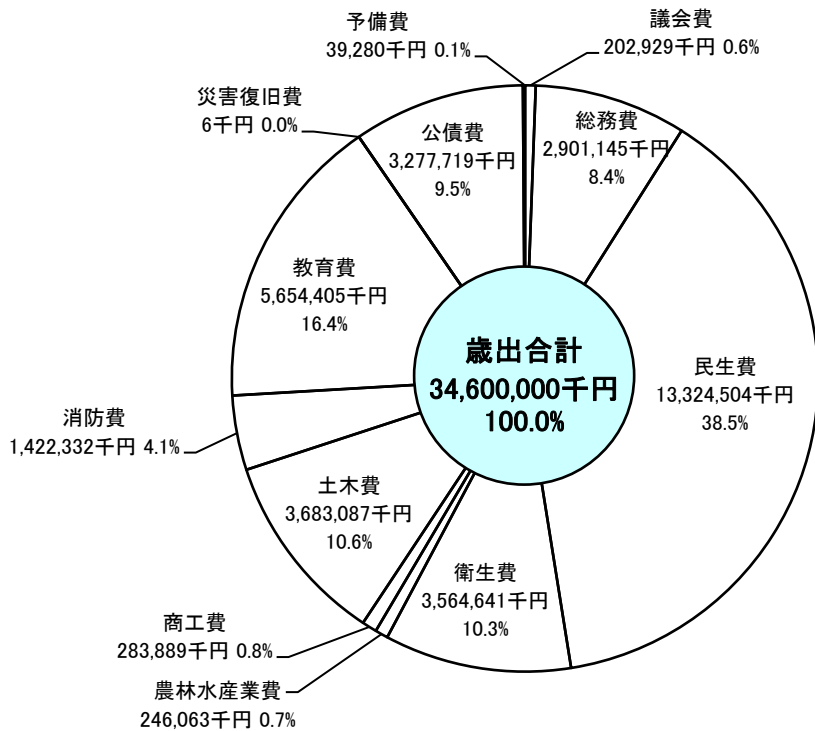 予備費
39,280千円 0.1%
議会費
202,929千円 0.6%
災害復旧費
6千円 0.0%
公債費
3,277,719千円
9.5%
総務費
2,901,145千円
8.4%
教育費
5,654,405千円
16.4%
歳出合計
34,600,000千円
100.0%
民生費
13,324,504千円
38.5%
消防費
1,422,332千円 4.1%
土木費
3,683,087千円
10.6%
衛生費
3,564,641千円
10.3%
商工費
283,889千円 0.8%
農林水産業費
246,063千円 0.7%